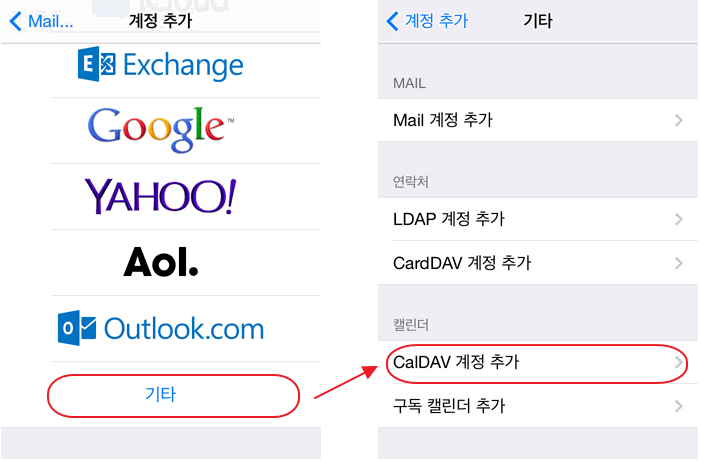 iCloud
Mail...
계정 추가
Exchange
Google™
YAHOO!
Aol.
Outlook.com
기타
계정 추가
기타
MAIL
Mail 계정 추가
연락처
LDAP 계정 추가
CardDAV 계정 추가
캘린더
CalDAV 계정 추가
구독 캘린더 추가